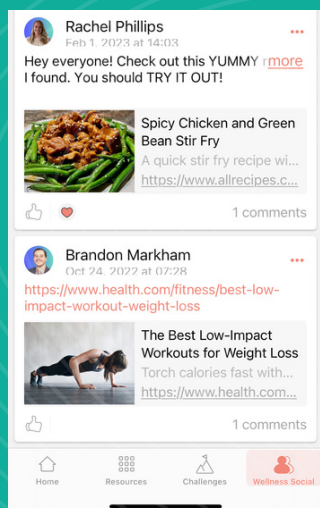 Rachel Phillips
Feb 1, 2023 at 14:03
Hey everyone! Check out this YUMMY more
I found. You should TRY IT OUT!
Spicy Chicken and Green
Bean Stir Fry
A quick stir fry recipe wi...
https://www.allrecipes.c...
1 comments
Brandon Markham
Oct 24, 2022 at 07:28
https://www.health.com/fitness/best-low-
impact-workout-weight-loss
The Best Low-Impact
Workouts for Weight Loss
Torch calories fast with...
https://www.health.com...
1 comments
Home
Resources
Challenges
Wellness Social